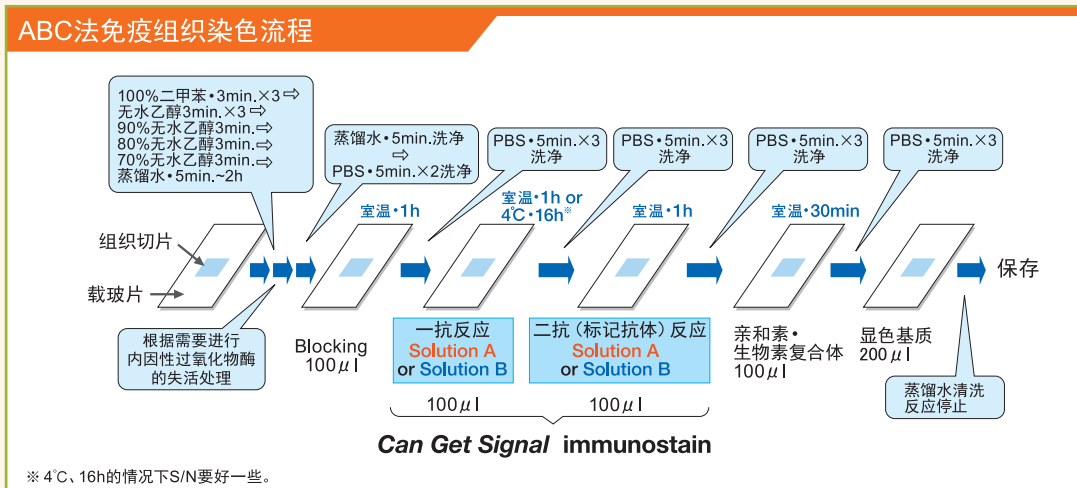 ABC法免疫组织染色流程
100%二甲苯•3min.×3⇨
无水乙醇3min.×3⇨
90%无水乙醇3min.⇨
80%无水乙醇3min.⇨
70%无水乙醇3min.⇨
蒸馏水•5min.~2h
蒸馏水•5min.洗净
⇨
PBS•5min.×2洗净
PBS•5min.×3
洗净
PBS•5min.×3
洗净
PBS•5min.×3
洗净
PBS•5min.×3
洗净
室温•1h
室温•1h or
4℃•16h※
室温•1h
室温•30min
组织切片
载玻片
保存
根据需要进行
内因性过氧化物酶
的失活处理
Blocking
100μl
一抗反应
Solution A
or Solution B
二抗（标记抗体）反应
Solution A
or Solution B
亲和素•
生物素复合体
100μl
显色基质
200μl
蒸馏水清洗
反应停止
100μl
100μl
Can Get Signal immunostain
※ 4℃、16h的情况下S/N要好一些。